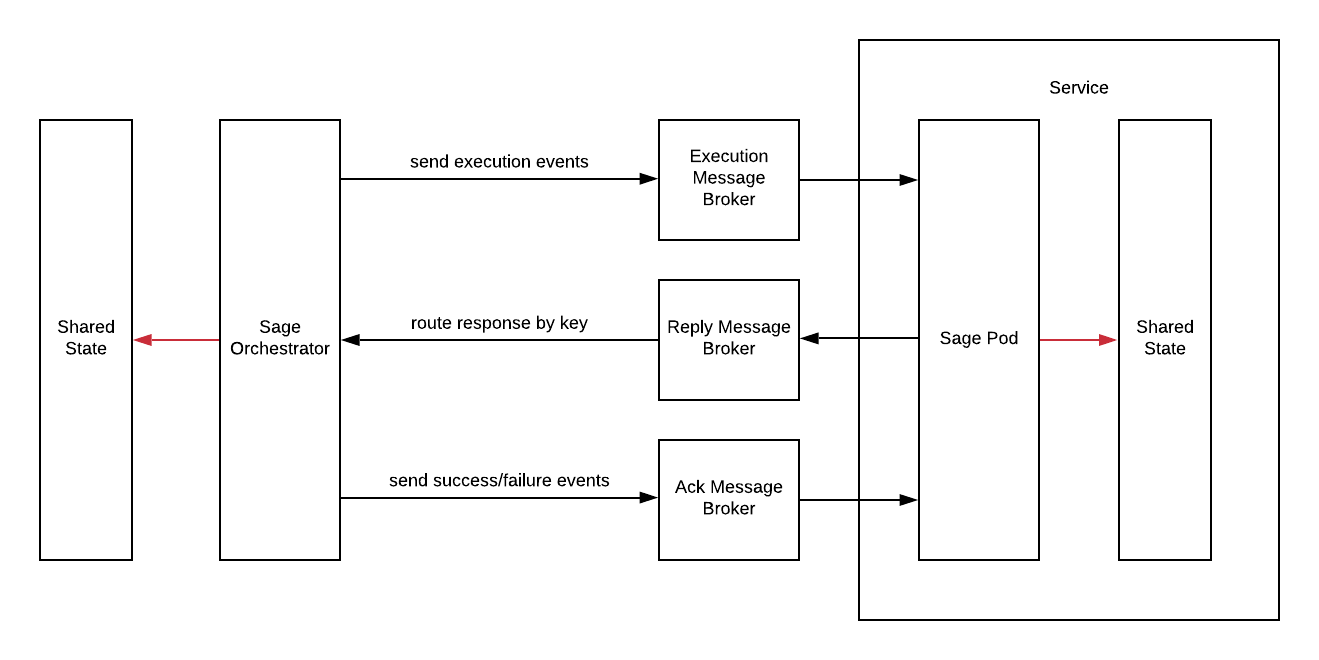 Service
send execution events
Execution
Message
Broker
Shared
State
Sage
Orchestrator
route response by key
Reply Message
Broker
Sage Pod
Shared
State
send success/failure events
Ack Message
Broker